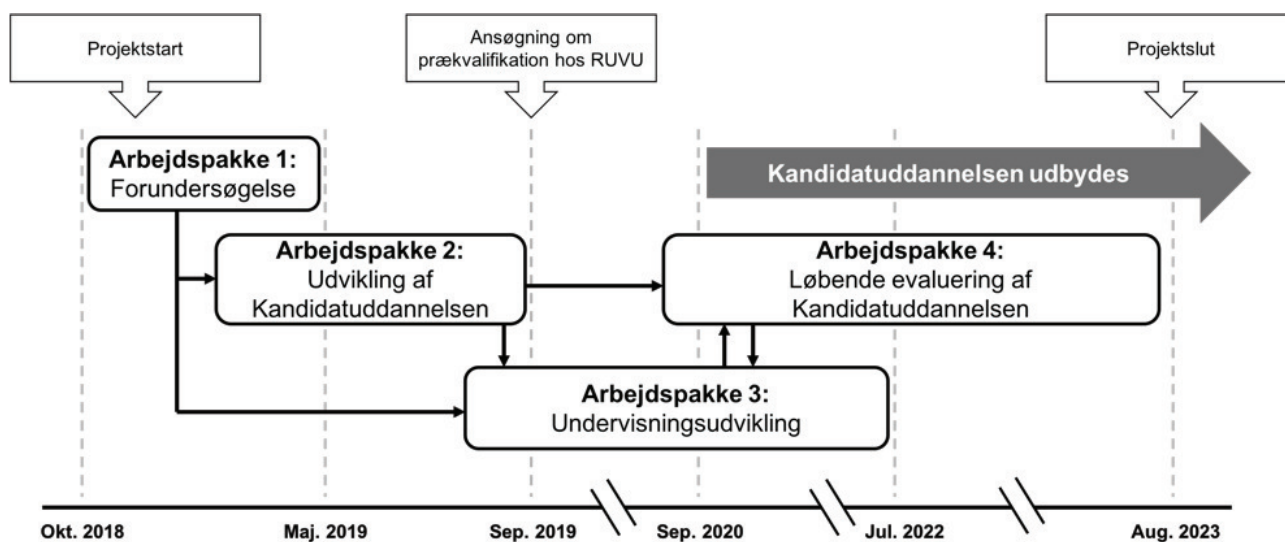 Projektstart
Ansøgning om
prækvalifikation hos RUVU
Projektslut
Arbejdspakke 1:
Forundersøgelse
Kandidatuddannelsen udbydes
Arbejdspakke 2:
Udvikling af
Kandidatuddannelsen
Arbejdspakke 4:
Løbende evaluering af
Kandidatuddannelsen
Arbejdspakke 3:
Undervisningsudvikling
Okt. 2018
Maj. 2019
Sep. 2019
Sep. 2020
Jul. 2022
Aug. 2023